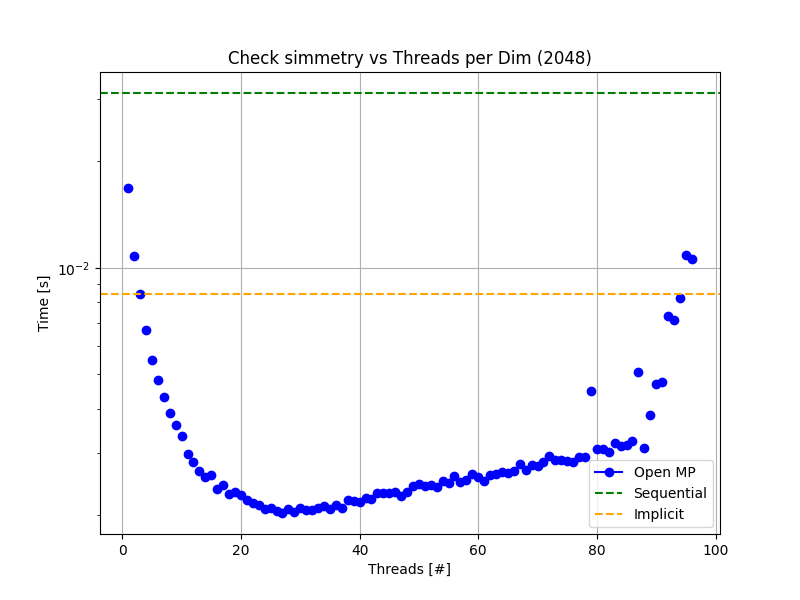 Check simmetry vs Threads per Dim (2048)
Time [s]
10⁻²
0 20 40 60 80 100
Threads [#]
Open MP
Sequential
Implicit